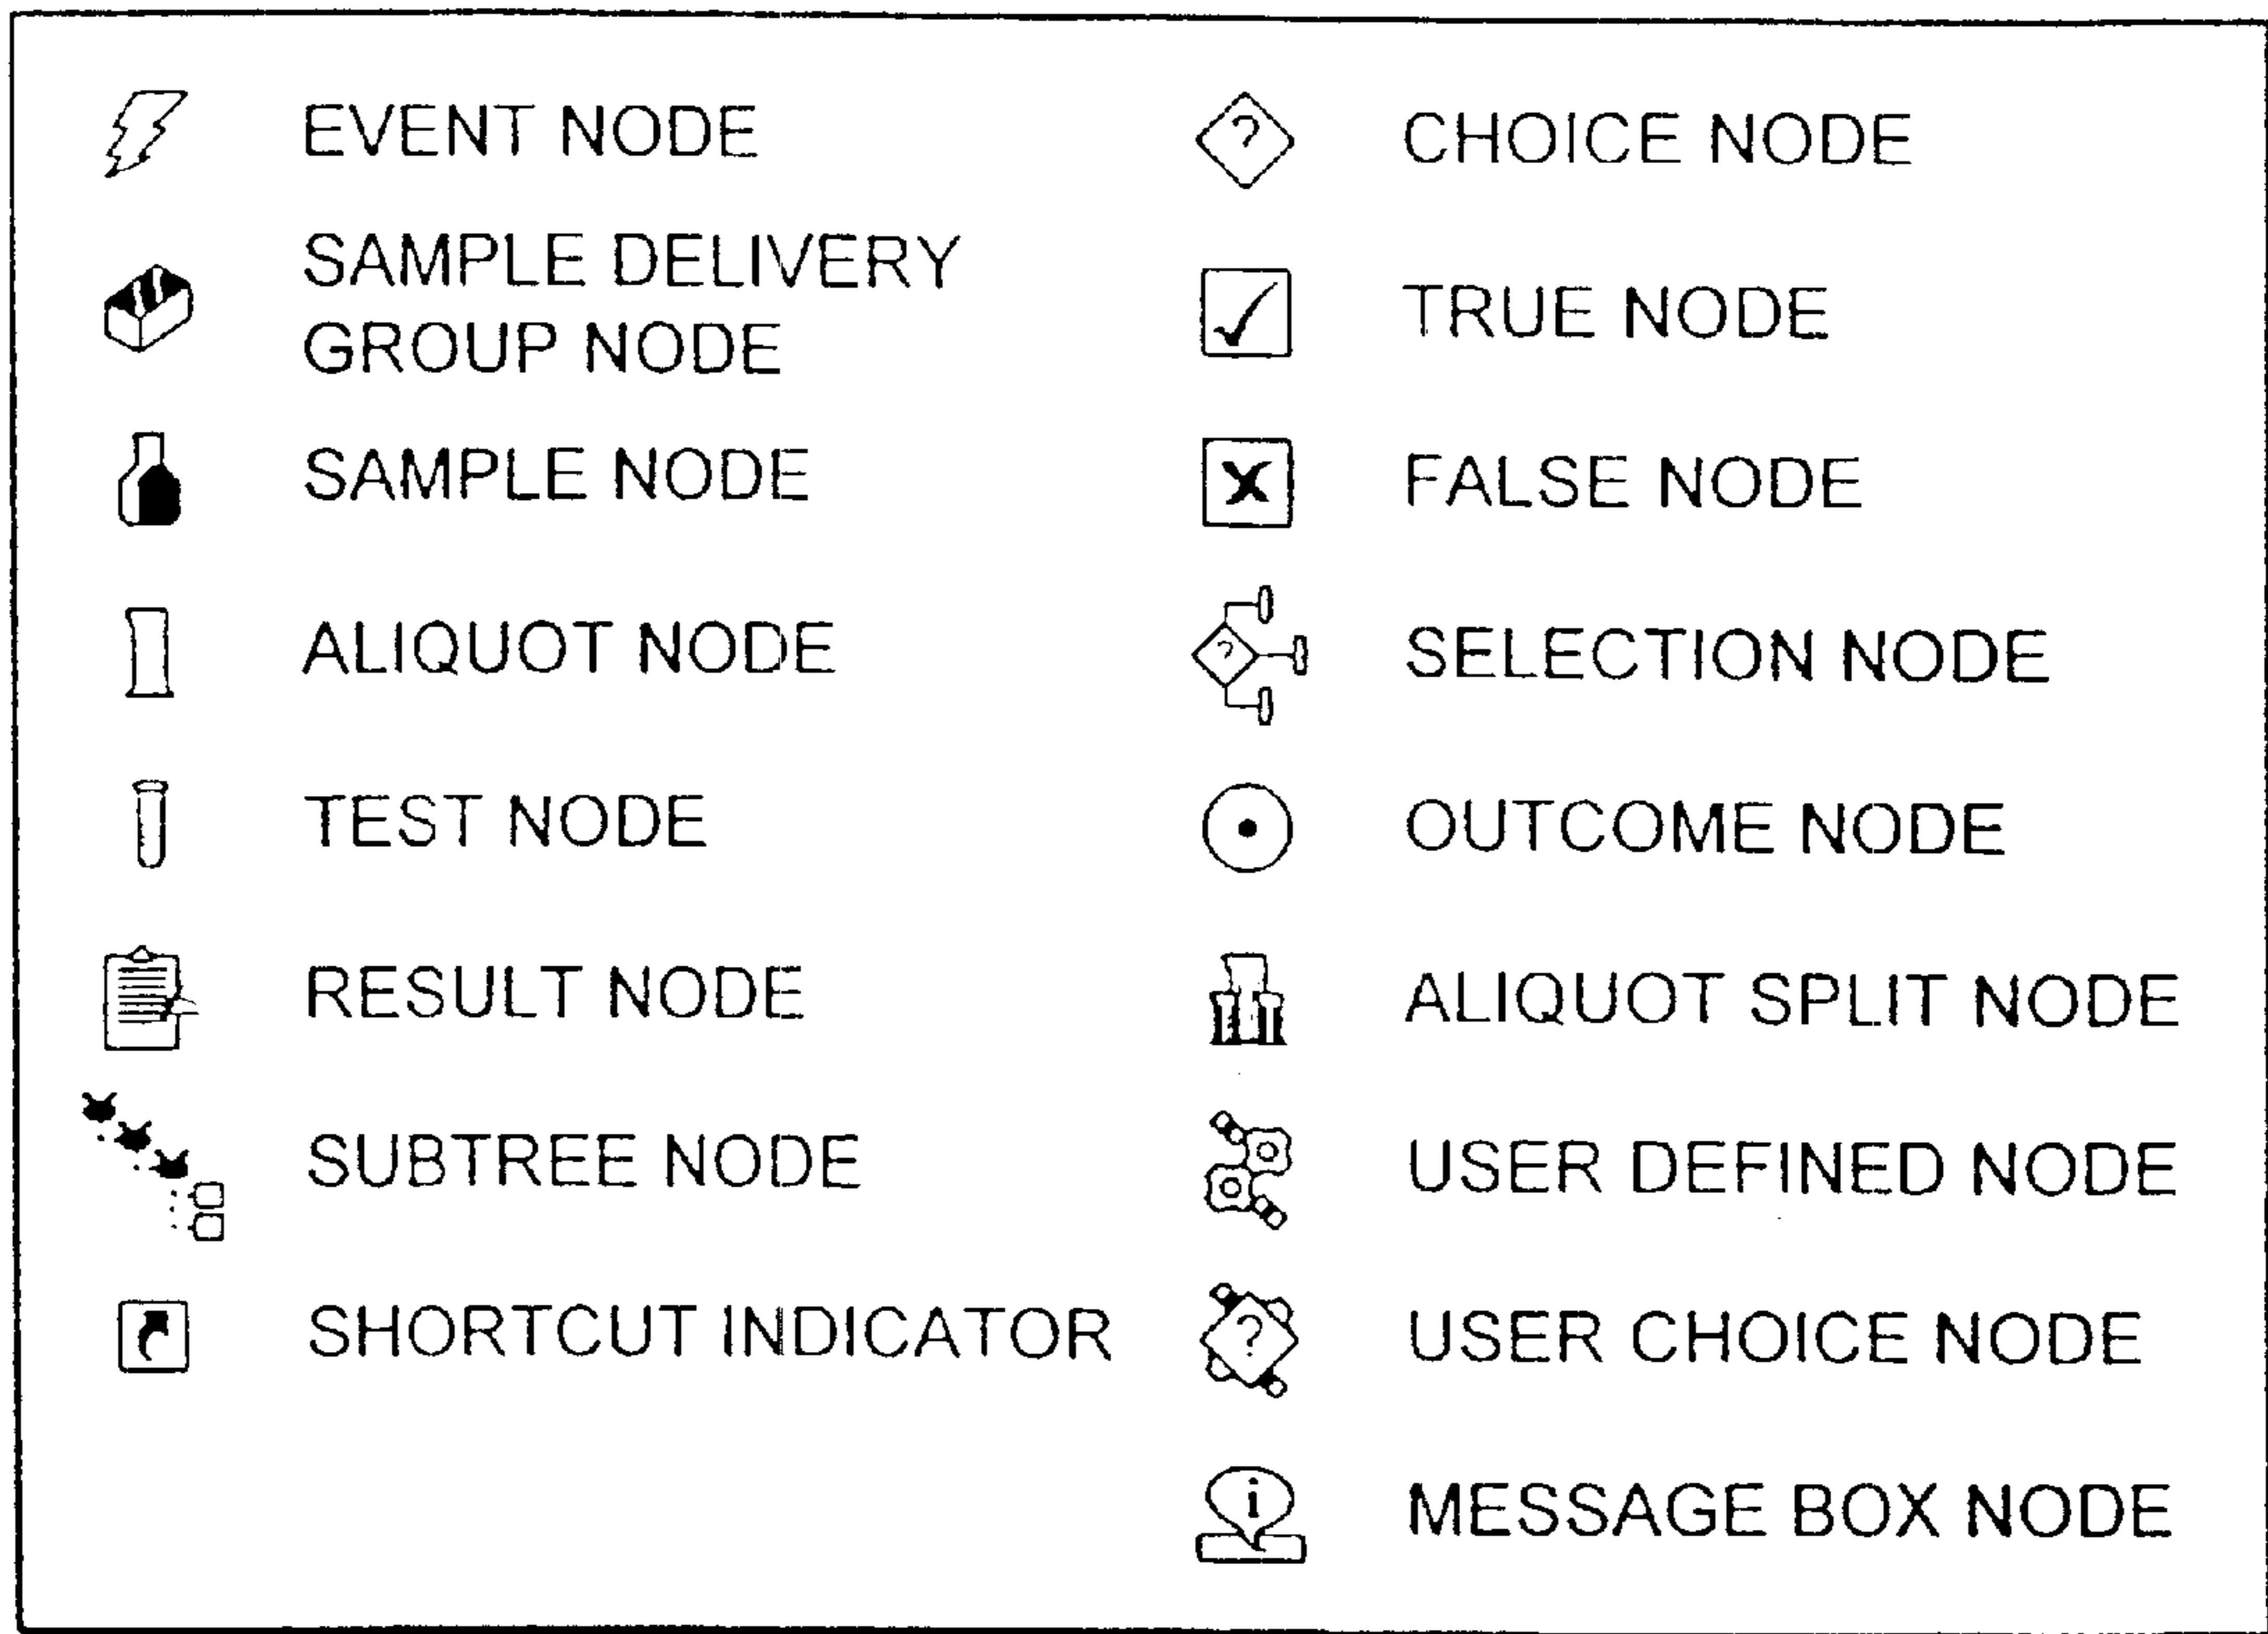 EVENT NODE
SAMPLE DELIVERY
GROUP NODE
SAMPLE NODE
ALIQUOT NODE
TEST NODE
RESULT NODE
SUBTREE NODE
SHORTCUT INDICATOR
? CHOICE NODE
TRUE NODE
FALSE NODE
? SELECTION NODE
OUTCOME NODE
ALIQUOT SPLIT NODE
USER DEFINED NODE
? USER CHOICE NODE
i MESSAGE BOX NODE